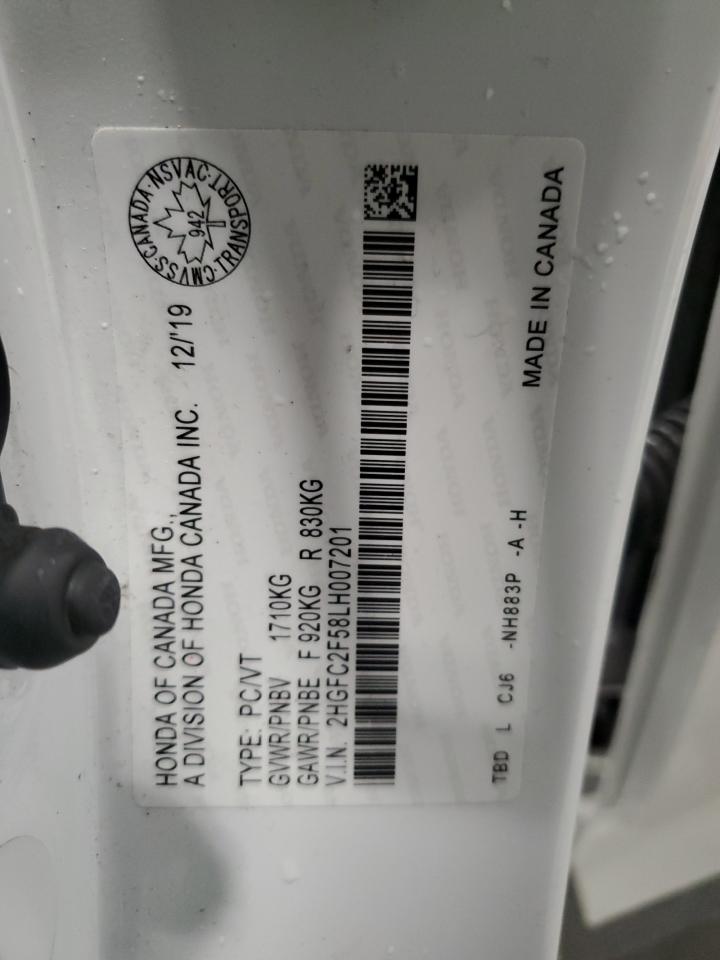 HONDA OF CANADA MFG.,
A DIVISION OF HONDA CANADA INC. 12/'19
CANADA·NSVAC·TRANSPORT·CMVSS·
942
TYPE: PC/VT
GVWR/PNBV 1710KG
GAWR/PNBE F 920KG R 830KG
V.I.N. 2HGFC2F58LH007201
TBD L CJ6 -NH883P -A -H
MADE IN CANADA